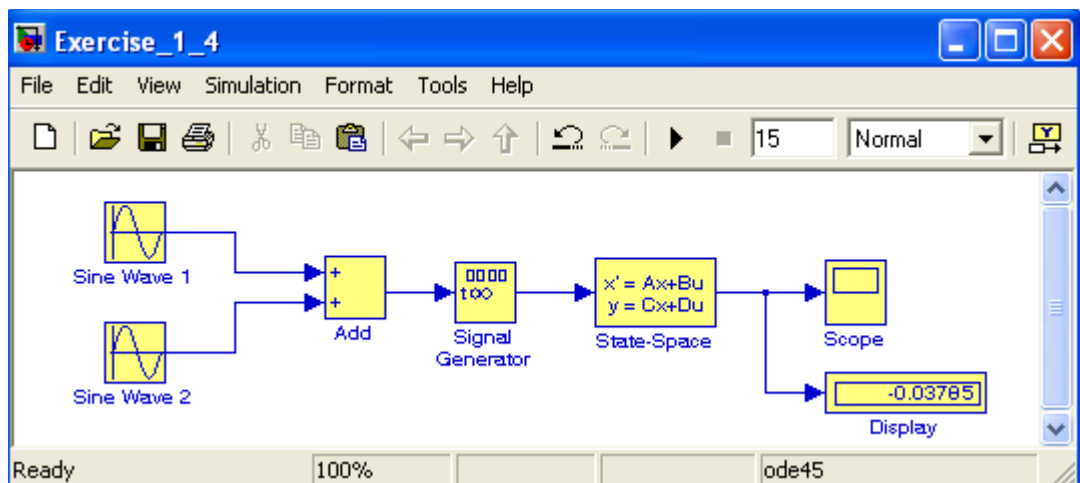 Exercise_1_4
File Edit View Simulation Format Tools Help
15 Normal
Sine Wave 1
Sine Wave 2
+
+
Add
Signal
Generator
x' = Ax+Bu
y = Cx+Du
State-Space
Scope
-0.03785
Display
Ready 100% ode45